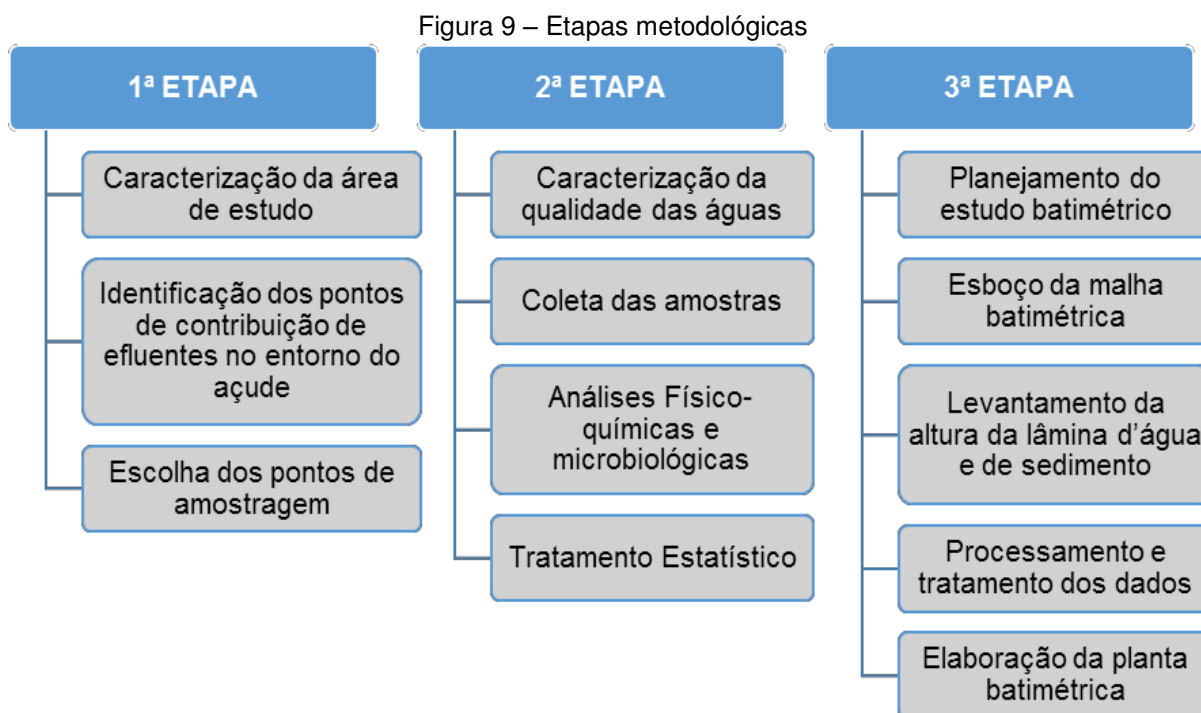 Figura 9 – Etapas metodológicas
1ª ETAPA
Caracterização da área
de estudo
Identificação dos pontos
de contribuição de
efluentes no entorno do
açude
Escolha dos pontos de
amostragem
2ª ETAPA
Caracterização da
qualidade das águas
Coleta das amostras
Análises Físico-
químicas e
microbiológicas
Tratamento Estatístico
3ª ETAPA
Planejamento do
estudo batimétrico
Esboço da malha
batimétrica
Levantamento da
altura da lâmina d’água
e de sedimento
Processamento e
tratamento dos dados
Elaboração da planta
batimétrica